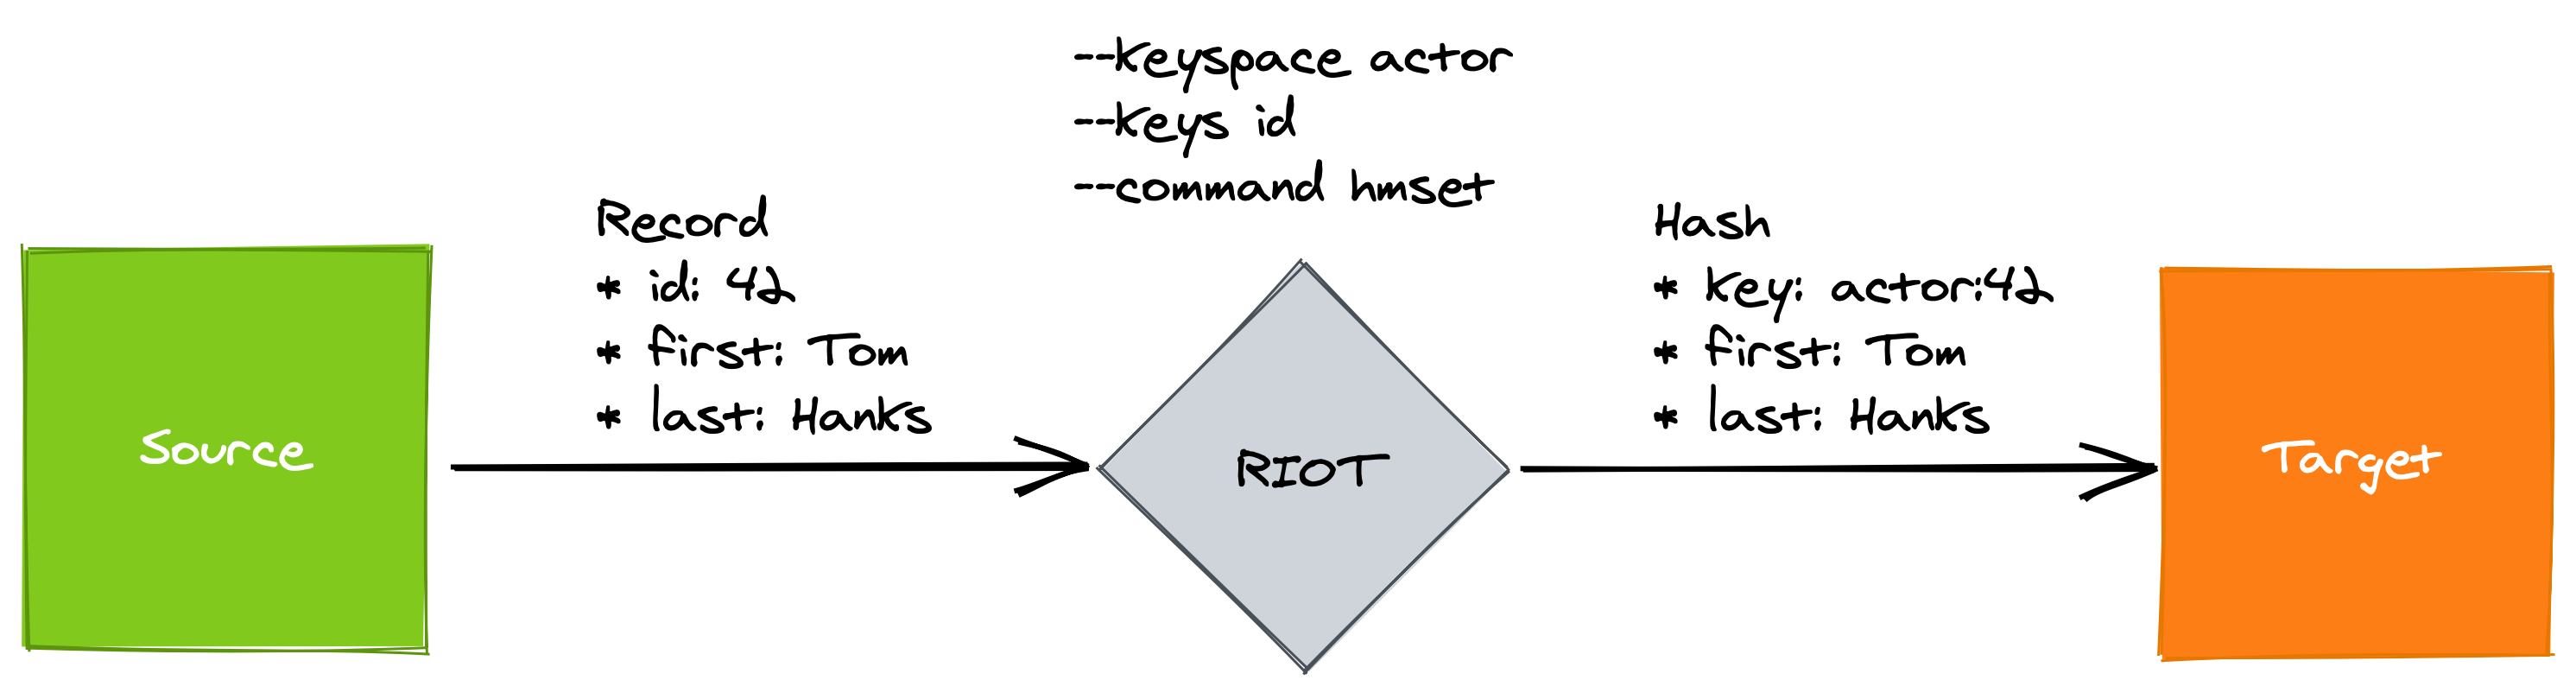 --keyspace actor
--keys id
--command hmset
Record
* id: 42
* first: Tom
* last: Hanks
Hash
* key: actor:42
* first: Tom
* last: Hanks
Source
RIOT
Target